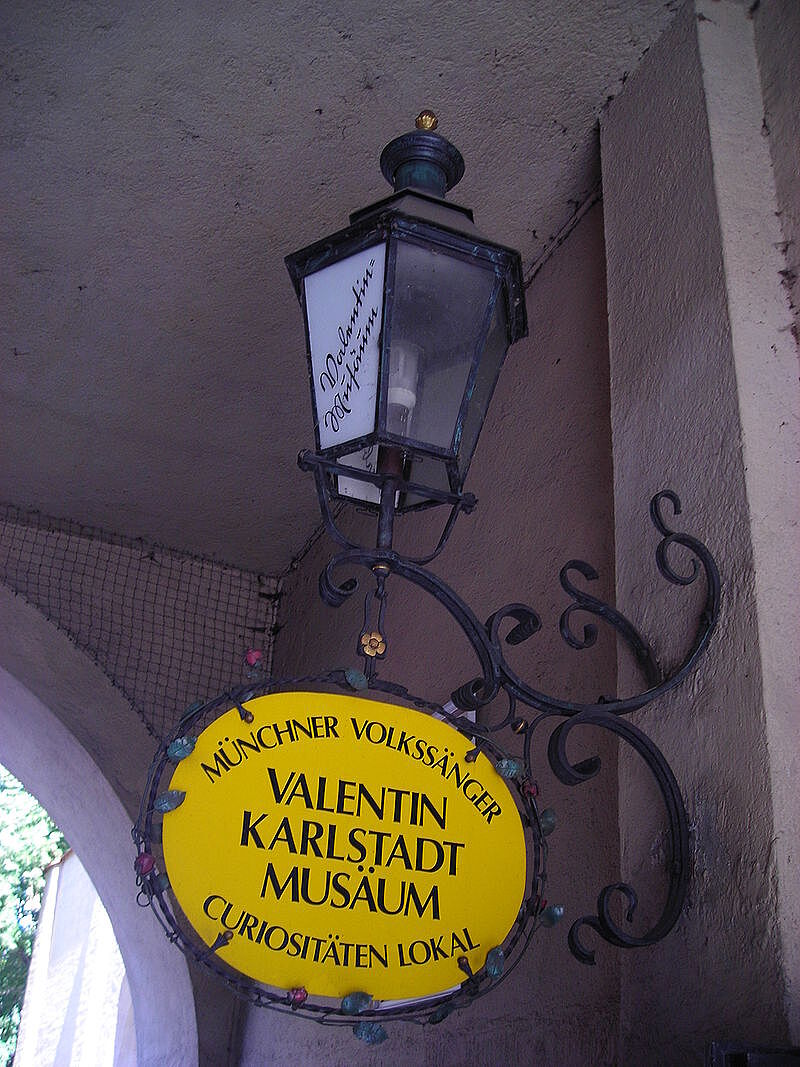 Valentin=
Musäum
MÜNCHNER VOLKSSÄNGER
VALENTIN
KARLSTADT
MUSÄUM
CURIOSITÄTEN LOKAL